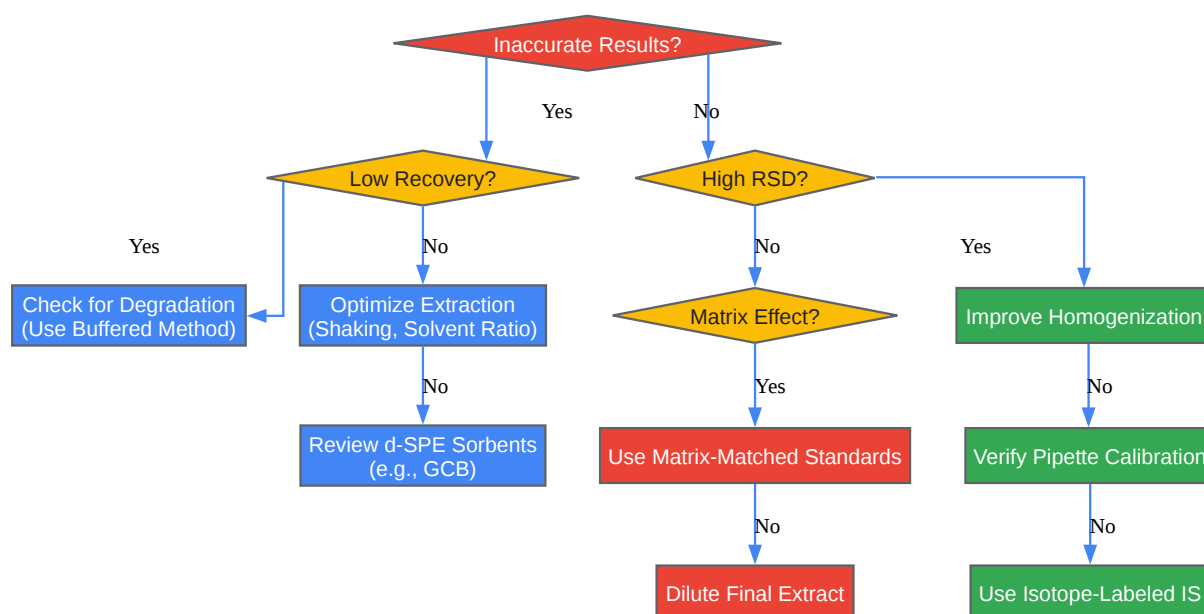 Inaccurate Results?
Yes
No
Low Recovery?
High RSD?
Yes
No
No
Yes
Check for Degradation
(Use Buffered Method)
Optimize Extraction
(Shaking, Solvent Ratio)
Matrix Effect?
Improve Homogenization
No
Yes
No
Review d-SPE Sorbents
(e.g., GCB)
Use Matrix-Matched Standards
Verify Pipette Calibration
No
No
Dilute Final Extract
Use Isotope-Labeled IS